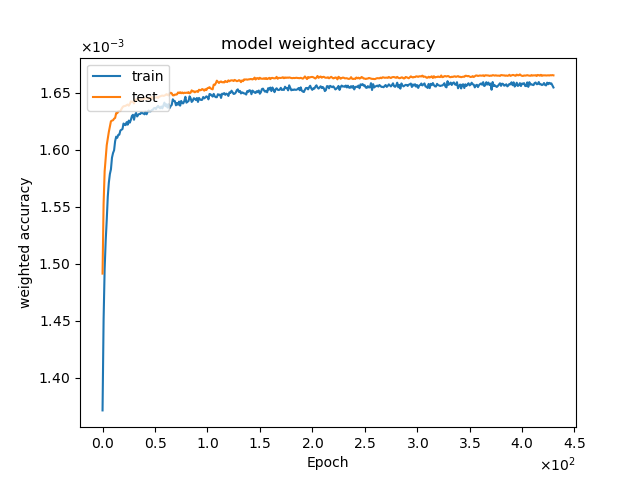 model weighted accuracy
×10⁻³
train
test
1.65
1.60
1.55
1.50
1.45
1.40
weighted accuracy
0.0 0.5 1.0 1.5 2.0 2.5 3.0 3.5 4.0 4.5
Epoch
×10²